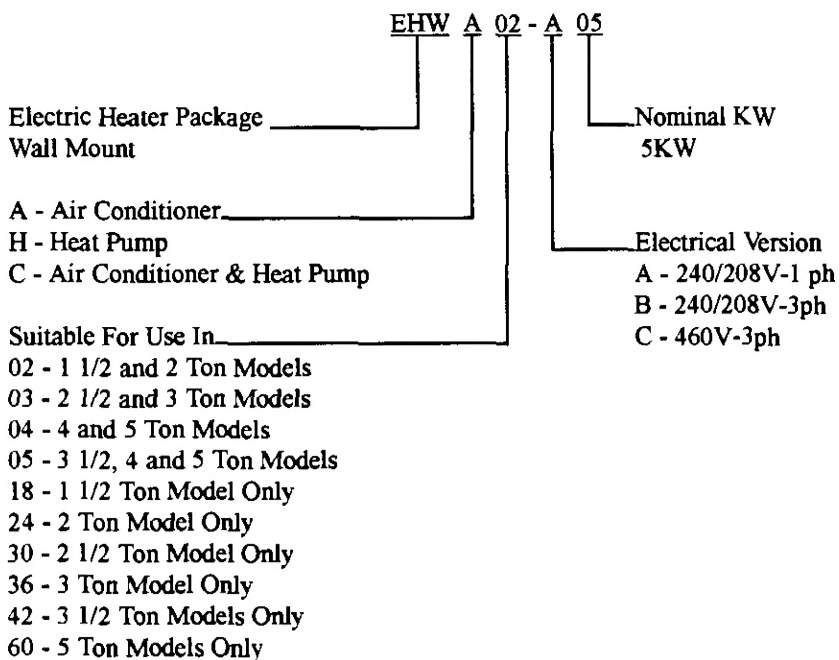 EHW A 02 - A 05
Electric Heater Package
Wall Mount
Nominal KW
5KW
A - Air Conditioner
H - Heat Pump
C - Air Conditioner & Heat Pump
Electrical Version
A - 240/208V-1 ph
B - 240/208V-3ph
C - 460V-3ph
Suitable For Use In
02 - 1 1/2 and 2 Ton Models
03 - 2 1/2 and 3 Ton Models
04 - 4 and 5 Ton Models
05 - 3 1/2, 4 and 5 Ton Models
18 - 1 1/2 Ton Model Only
24 - 2 Ton Model Only
30 - 2 1/2 Ton Model Only
36 - 3 Ton Model Only
42 - 3 1/2 Ton Models Only
60 - 5 Ton Models Only